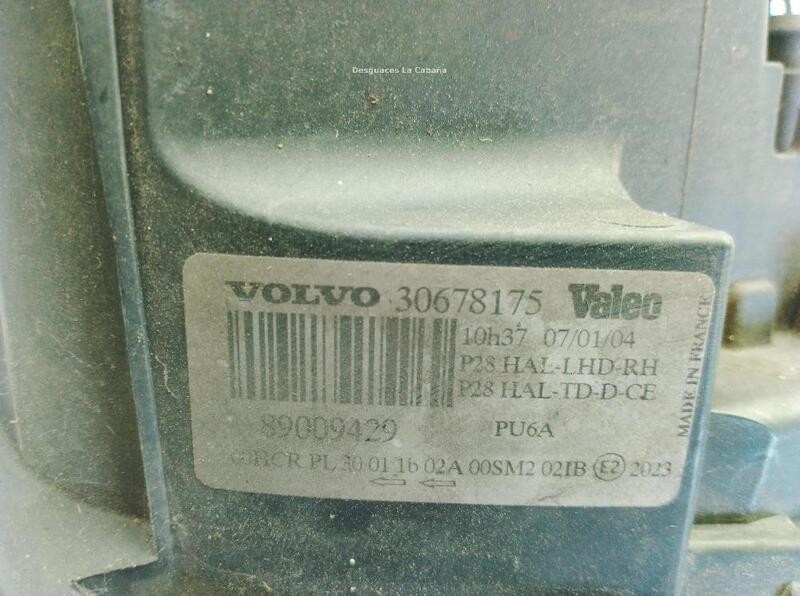 Desguaces La Cabana
VOLVO 30678175 Valeo
10h37 07/01/04
P28 HAL-LHD-RH
P28 HAL-TD-D-CE
89009429 PU6A
HCR PL 30 01 1b 02A 00SM2 02IB E2 2023
MADE IN FRANCE